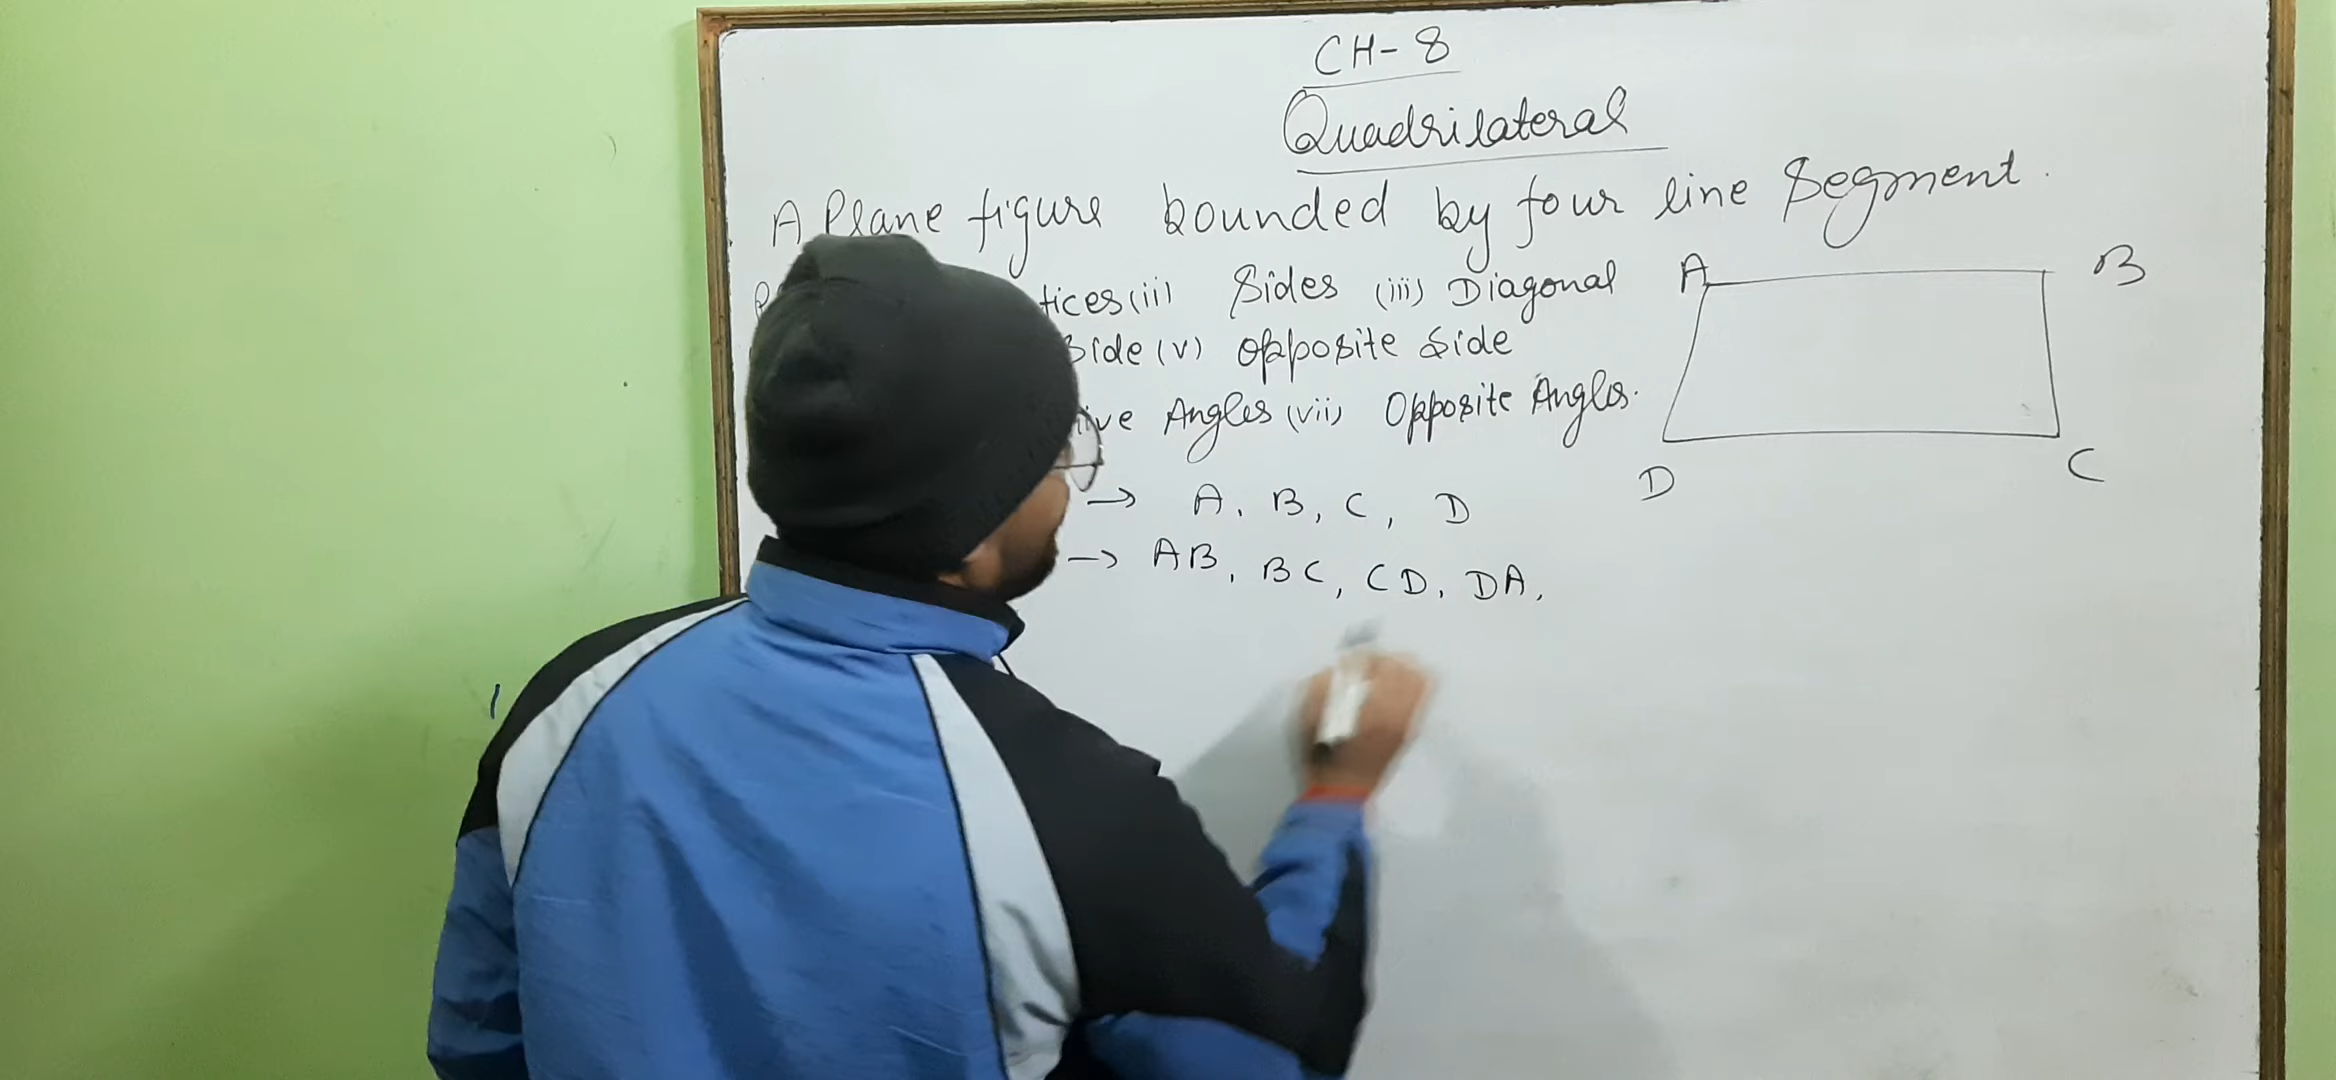 CH-8
Quadrilateral
A Plane figure bounded by four line Segment.
tices (ii) Sides (iii) Diagonal
Side (v) opposite side
ive Angles (vii) Opposite Angles.
→ A, B, C, D
→ AB, BC, CD, DA,
A B
D C